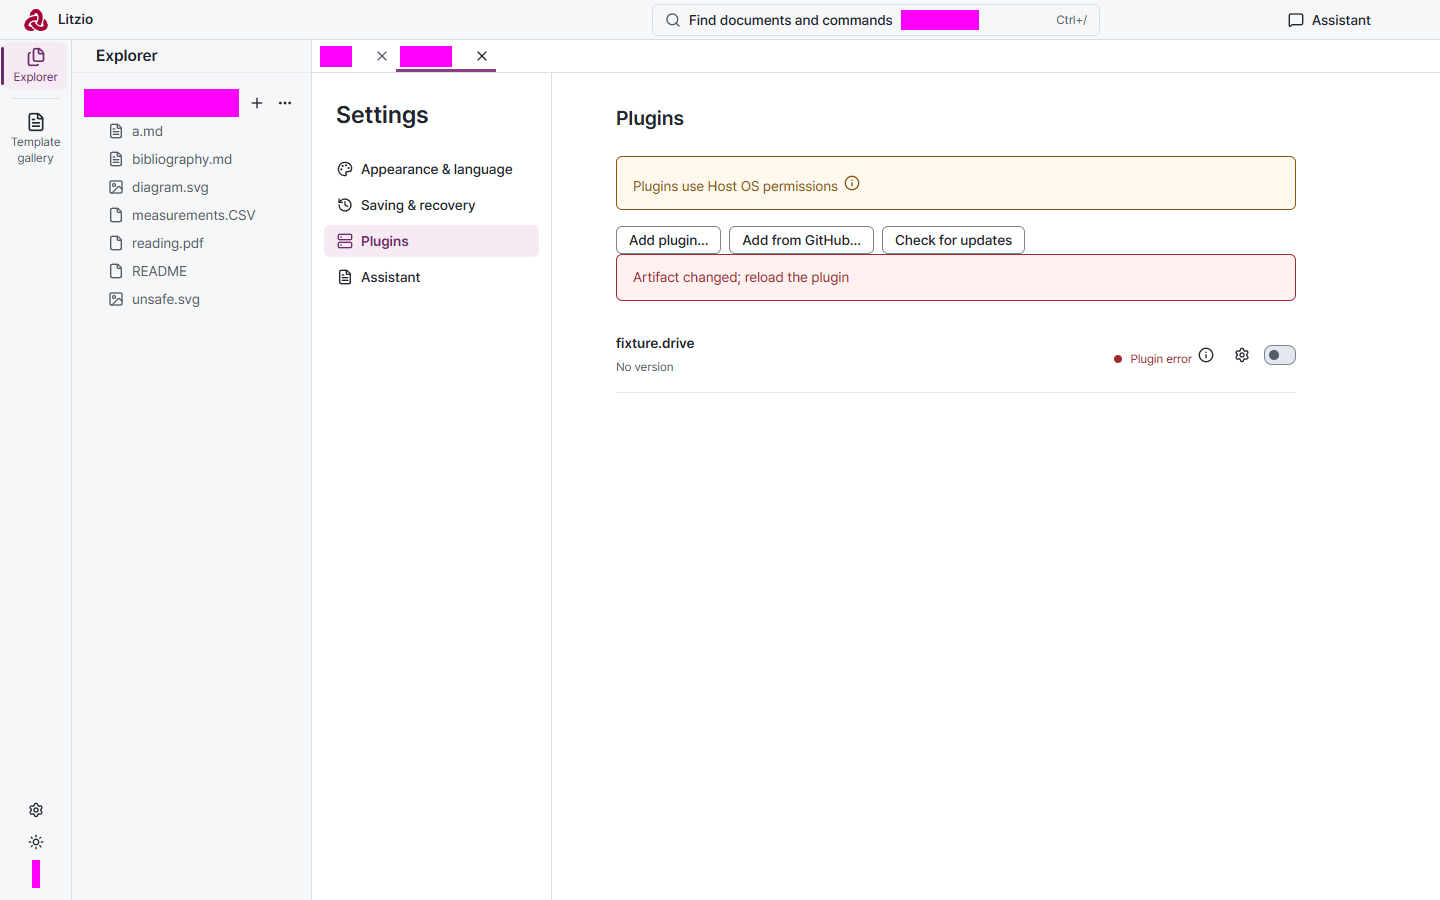 Litzio
Find documents and commands
Ctrl+/
Assistant
Explorer
Template
gallery
Explorer
a.md
bibliography.md
diagram.svg
measurements.CSV
reading.pdf
README
unsafe.svg
Settings
Appearance & language
Saving & recovery
Plugins
Assistant
Plugins
Plugins use Host OS permissions
Add plugin...
Add from GitHub...
Check for updates
Artifact changed; reload the plugin
fixture.drive
No version
Plugin error